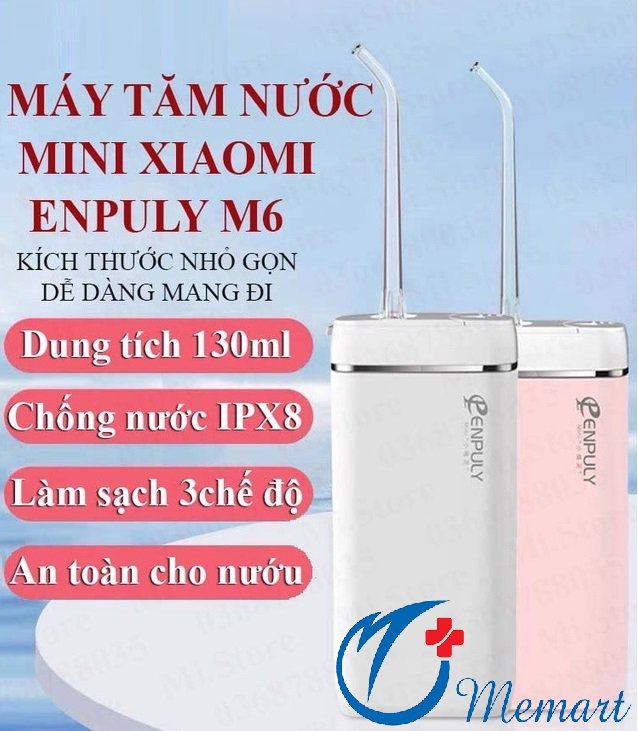 MÁY TĂM NƯỚC
MINI XIAOMI
ENPULY M6
KÍCH THƯỚC NHỎ GỌN
DỄ DÀNG MANG ĐI
Dung tích 130ml
Chống nước IPX8
Làm sạch 3chế độ
An toàn cho nướu
ENPULY
ENPULY
Memart